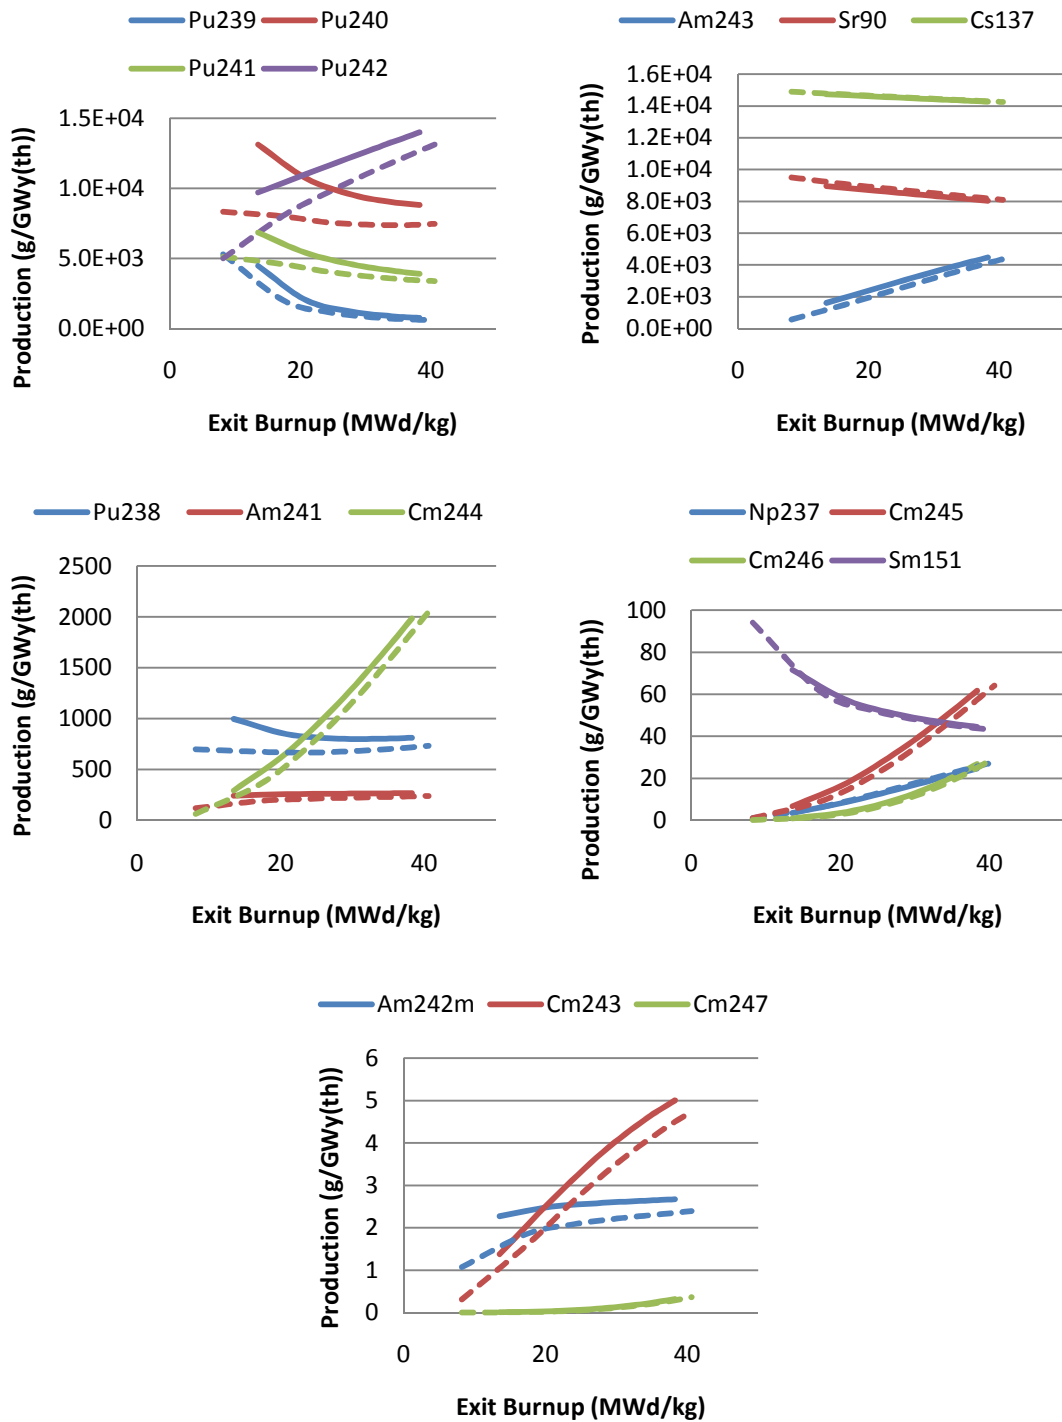 Pu239 Pu240
Pu241 Pu242
Production (g/GWy(th))
1.5E+04
1.0E+04
5.0E+03
0.0E+00
0 20 40
Exit Burnup (MWd/kg)
Am243 Sr90 Cs137
Production (g/GWy(th))
1.6E+04
1.4E+04
1.2E+04
1.0E+04
8.0E+03
6.0E+03
4.0E+03
2.0E+03
0.0E+00
0 20 40
Exit Burnup (MWd/kg)
Pu238 Am241 Cm244
Production (g/GWy(th))
2500
2000
1500
1000
500
0
0 20 40
Exit Burnup (MWd/kg)
Np237 Cm245
Cm246 Sm151
Production (g/GWy(th))
100
80
60
40
20
0
0 20 40
Exit Burnup (MWd/kg)
Am242m Cm243 Cm247
Production (g/GWy(th))
6
5
4
3
2
1
0
0 20 40
Exit Burnup (MWd/kg)